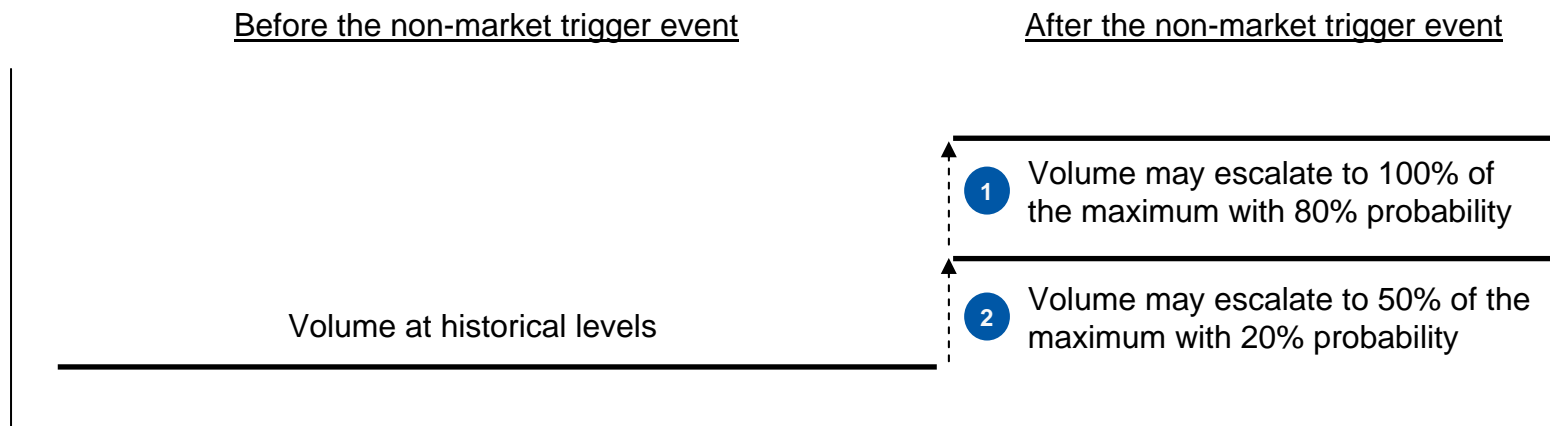 Before the non-market trigger event
After the non-market trigger event
1
Volume may escalate to 100% of
the maximum with 80% probability
Volume at historical levels
2
Volume may escalate to 50% of the
maximum with 20% probability